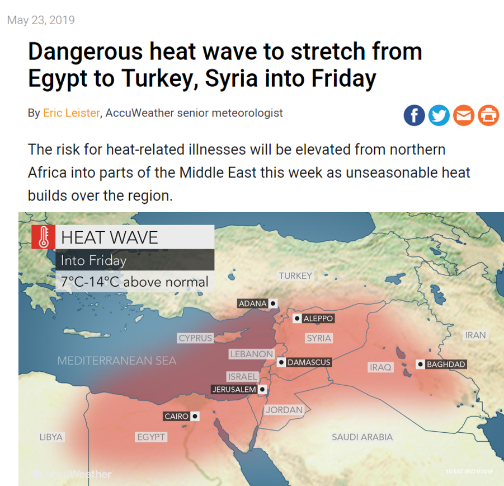 May 23, 2019
Dangerous heat wave to stretch from
Egypt to Turkey, Syria into Friday
By Eric Leister, AccuWeather senior meteorologist
The risk for heat-related illnesses will be elevated from northern
Africa into parts of the Middle East this week as unseasonable heat
builds over the region.
HEAT WAVE
Into Friday
7°C-14°C above normal
TURKEY
ADANA
ALEPPO
CYPRUS
SYRIA
IRAN
LEBANON
MEDITERRANEAN SEA
DAMASCUS
IRAQ
BAGHDAD
ISRAEL
JERUSALEM
JORDAN
CAIRO
LIBYA
EGYPT
SAUDI ARABIA
AccuWeather